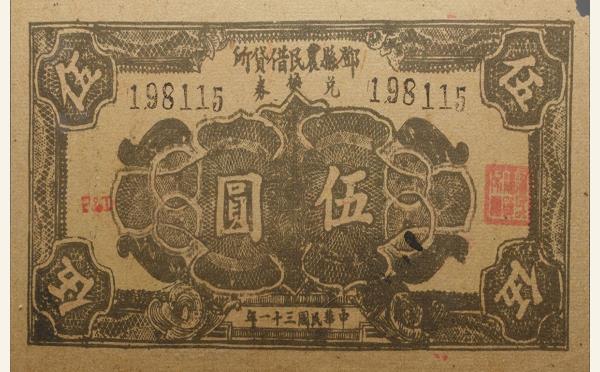 鄧縣農民借貸所
兌換券
198115
198115
伍
伍
伍圓
伍
伍
中華民國三十一年